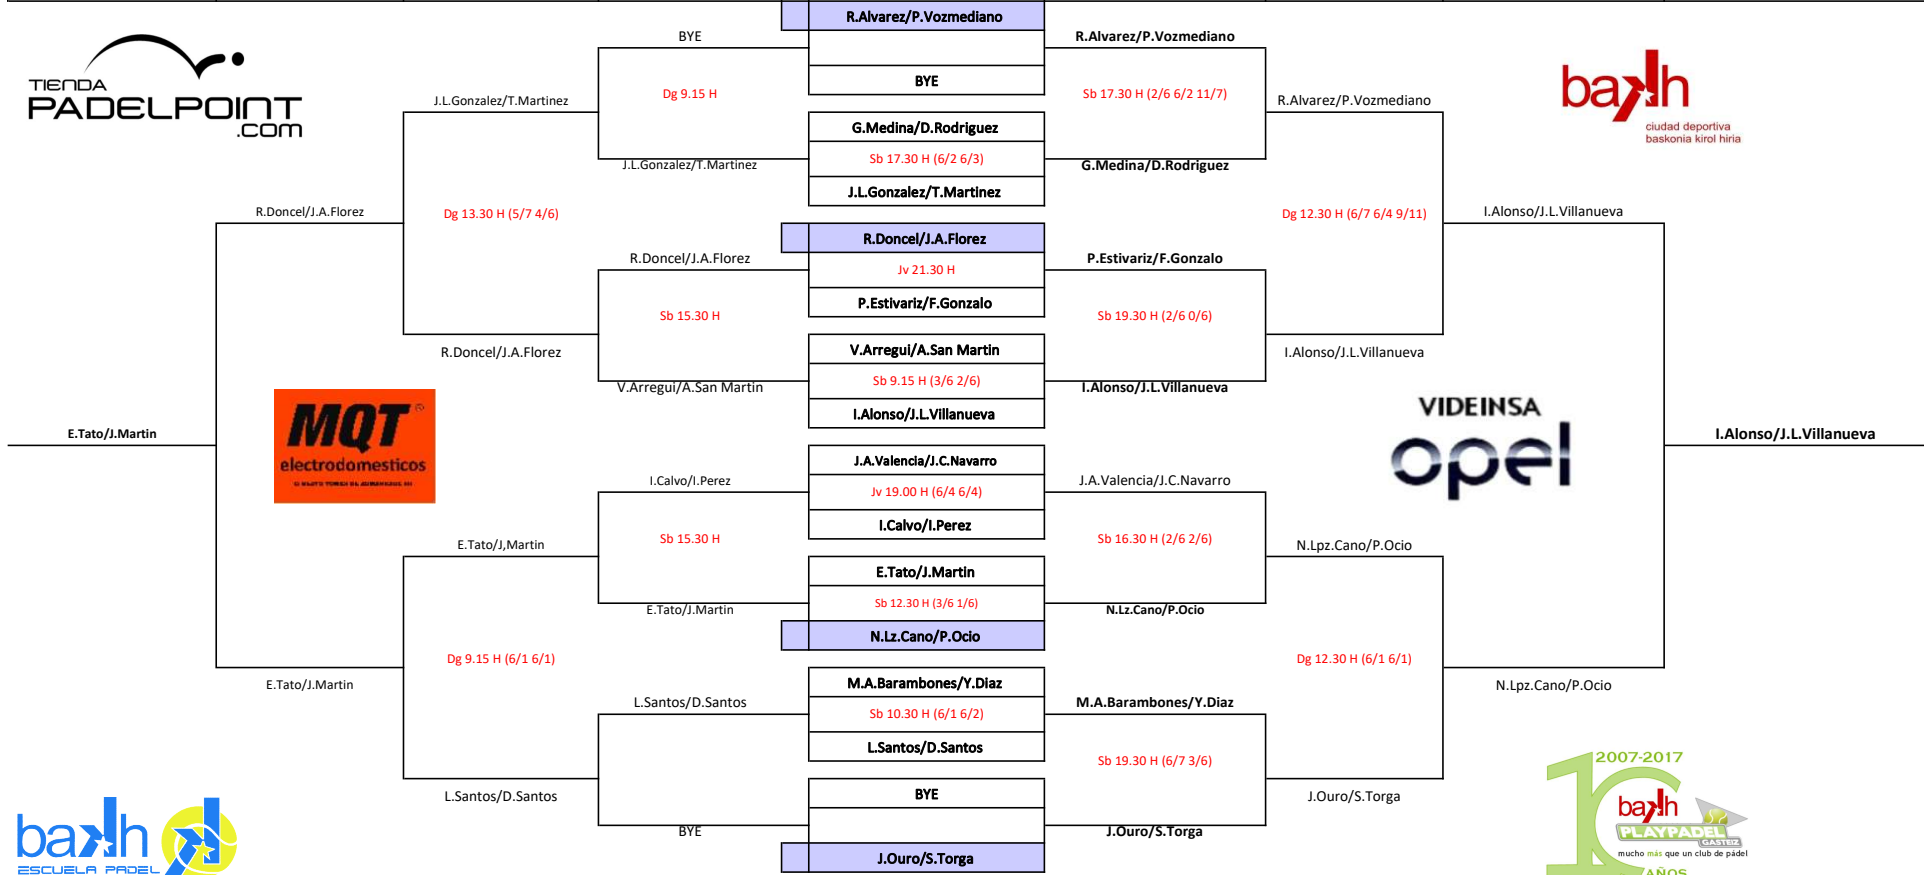 R.Alvarez/P.Vozmediano
BYE
R.Alvarez/P.Vozmediano
TIENDA
PADELPOINT
.COM
BYE
Dg 9.15 H
Sb 17.30 H (2/6 6/2 11/7)
bakh
ciudad deportiva
baskonia kirol hiria
J.L.Gonzalez/T.Martinez
R.Alvarez/P.Vozmediano
G.Medina/D.Rodriguez
J.L.Gonzalez/T.Martinez
Sb 17.30 H (6/2 6/3)
G.Medina/D.Rodriguez
J.L.Gonzalez/T.Martinez
R.Doncel/J.A.Florez
Dg 13.30 H (5/7 4/6)
Dg 12.30 H (6/7 6/4 9/11)
I.Alonso/J.L.Villanueva
R.Doncel/J.A.Florez
R.Doncel/J.A.Florez
P.Estivariz/F.Gonzalo
Jv 21.30 H
P.Estivariz/F.Gonzalo
Sb 15.30 H
Sb 19.30 H (2/6 0/6)
R.Doncel/J.A.Florez
V.Arregui/A.San Martin
I.Alonso/J.L.Villanueva
V.Arregui/A.San Martin
Sb 9.15 H (3/6 2/6)
I.Alonso/J.L.Villanueva
I.Alonso/J.L.Villanueva
MQT®
electrodomesticos
VIDEINSA
opel
E.Tato/J.Martin
I.Alonso/J.L.Villanueva
J.A.Valencia/J.C.Navarro
I.Calvo/I.Perez
Jv 19.00 H (6/4 6/4)
J.A.Valencia/J.C.Navarro
I.Calvo/I.Perez
E.Tato/J,Martin
Sb 15.30 H
Sb 16.30 H (2/6 2/6)
N.Lpz.Cano/P.Ocio
E.Tato/J.Martin
E.Tato/J.Martin
Sb 12.30 H (3/6 1/6)
N.Lz.Cano/P.Ocio
N.Lz.Cano/P.Ocio
Dg 9.15 H (6/1 6/1)
Dg 12.30 H (6/1 6/1)
E.Tato/J.Martin
M.A.Barambones/Y.Diaz
N.Lpz.Cano/P.Ocio
L.Santos/D.Santos
Sb 10.30 H (6/1 6/2)
M.A.Barambones/Y.Diaz
L.Santos/D.Santos
Sb 19.30 H (6/7 3/6)
L.Santos/D.Santos
BYE
J.Ouro/S.Torga
BYE
J.Ouro/S.Torga
J.Ouro/S.Torga
bakh
ESCUELA PADEL
2007-2017
10
bakh
PLAYPADEL
GASTEIZ
mucho más que un club de pádel
AÑOS